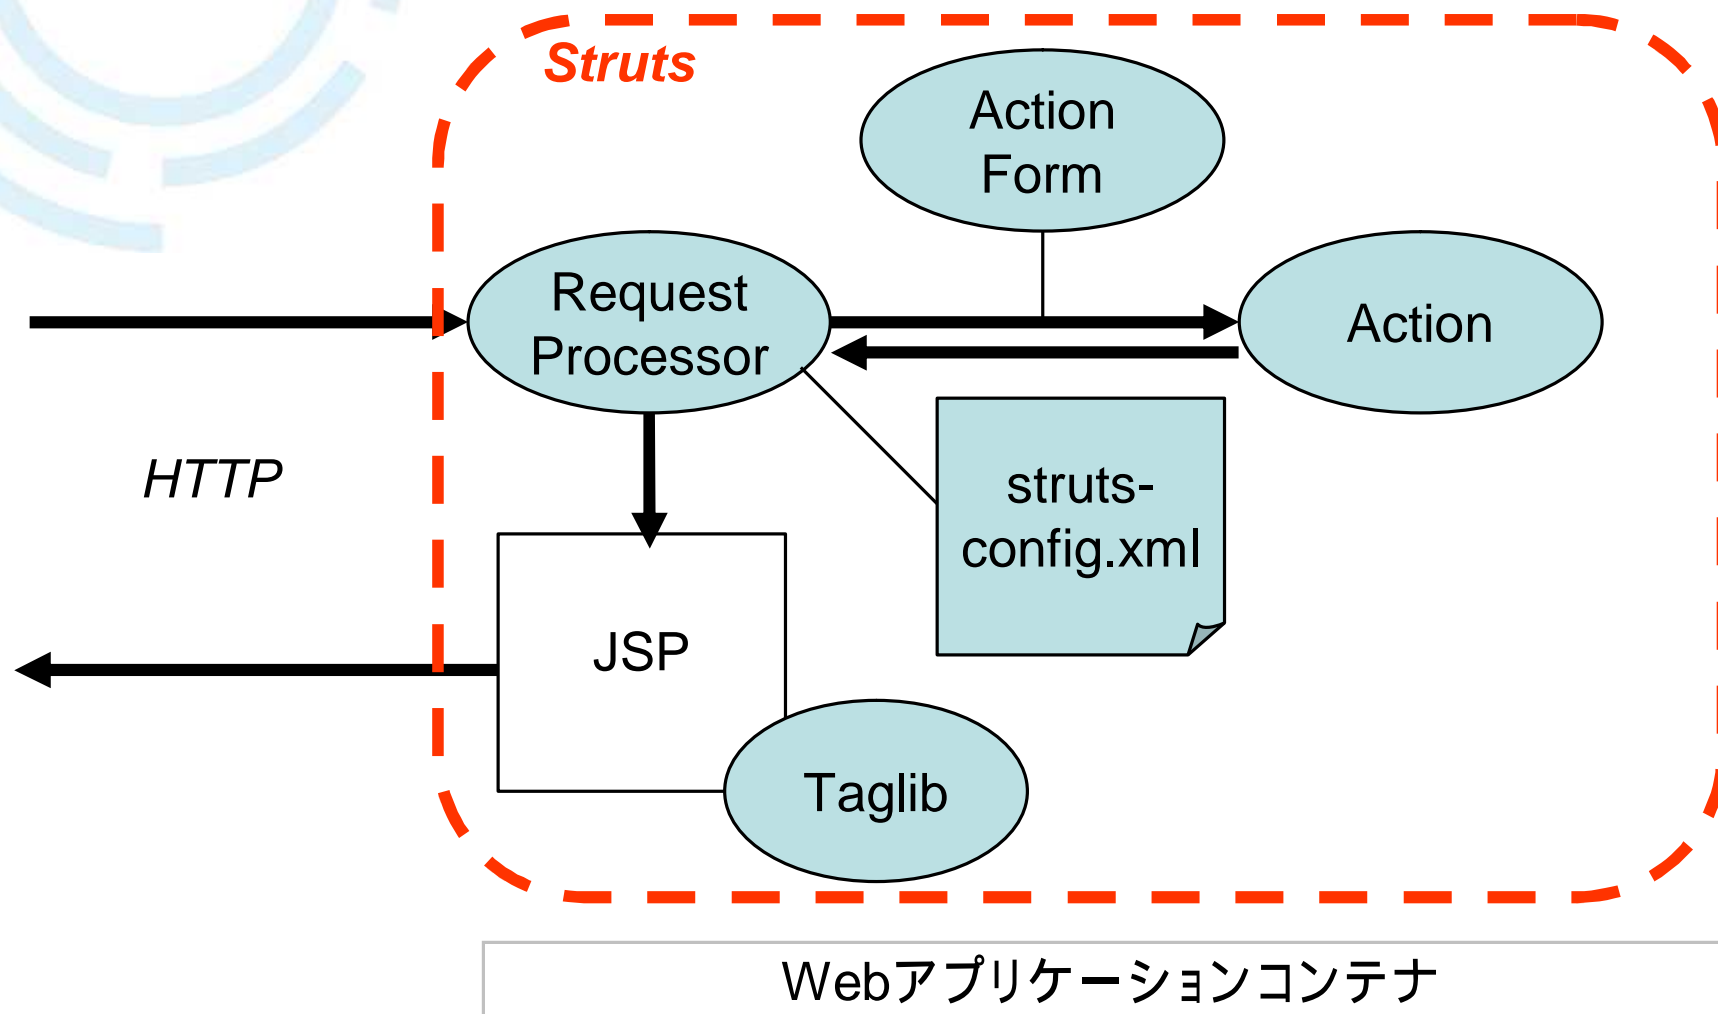 Struts
Action
Form
Request
Processor
Action
HTTP
struts-
config.xml
JSP
Taglib
Webアプリケーションコンテナ